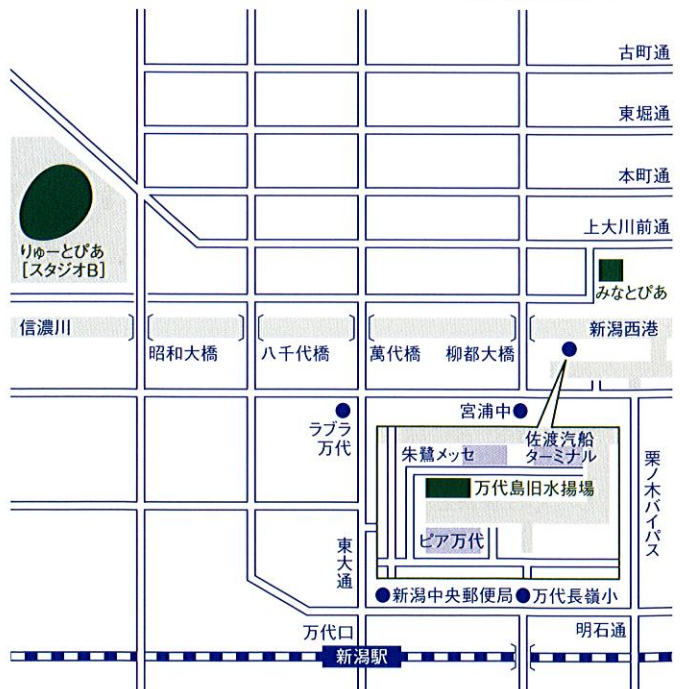 古町通
東堀通
本町通
上大川前通
りゅーとぴあ
[スタジオB]
みなとぴあ
信濃川
新潟西港
昭和大橋
八千代橋
萬代橋
柳都大橋
ラブラ
万代
宮浦中
佐渡汽船
ターミナル
朱鷺メッセ
万代島旧水揚場
ピア万代
栗ノ木バイパス
東大通
新潟中央郵便局
万代長嶺小
万代口
明石通
新潟駅